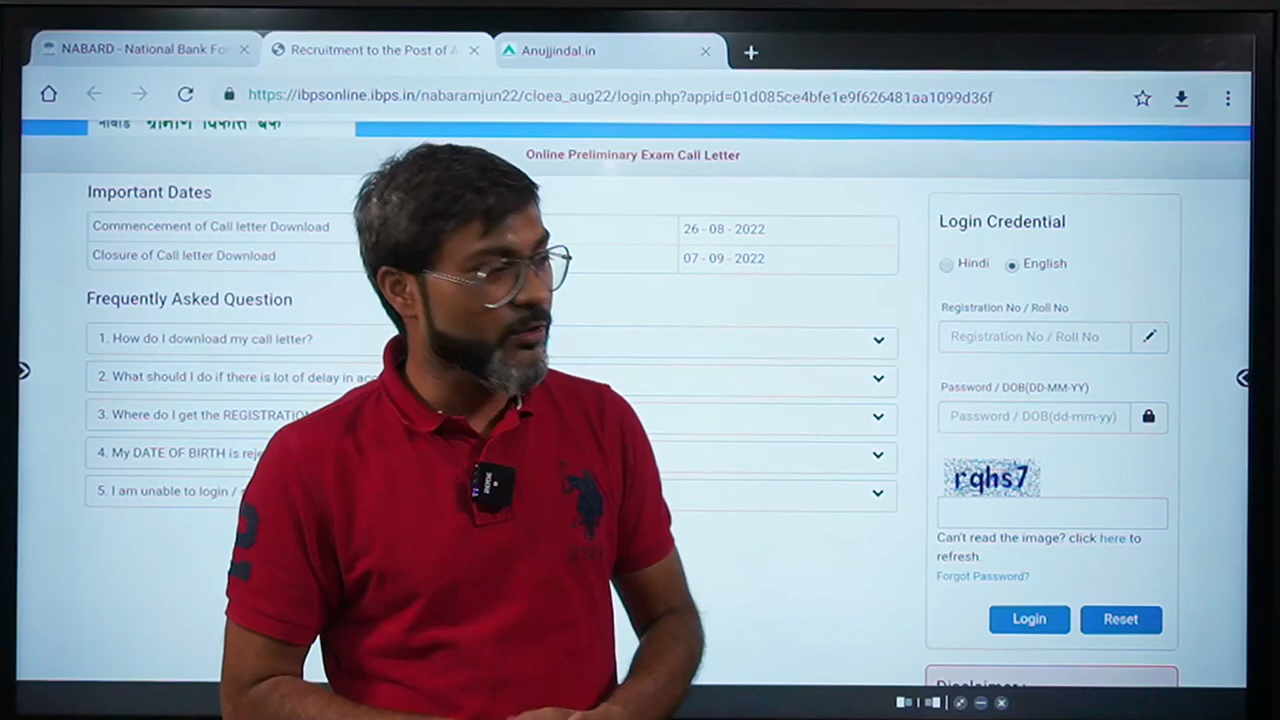 NABARD - National Bank Fo
Recruitment to the Post of A
Anujjindal.in
https://ibpsonline.ibps.in/nabaramjun22/cloea_aug22/login.php?appid=01d085ce4bfe1e9f626481aa1099d36f
नाबार्ड ग्रामीण विकास बैंक
Online Preliminary Exam Call Letter
Important Dates
Commencement of Call letter Download 26 - 08 - 2022
Closure of Call letter Download 07 - 09 - 2022
Frequently Asked Question
1. How do I download my call letter?
2. What should I do if there is lot of delay in acc
3. Where do I get the REGISTRATION
4. My DATE OF BIRTH is reje
5. I am unable to login /
Login Credential
Hindi English
Registration No / Roll No
Registration No / Roll No
Password / DOB(DD-MM-YY)
Password / DOB(dd-mm-yy)
rqhs7
Can't read the image? click here to
refresh.
Forgot Password?
Login Reset
Disclaimer: